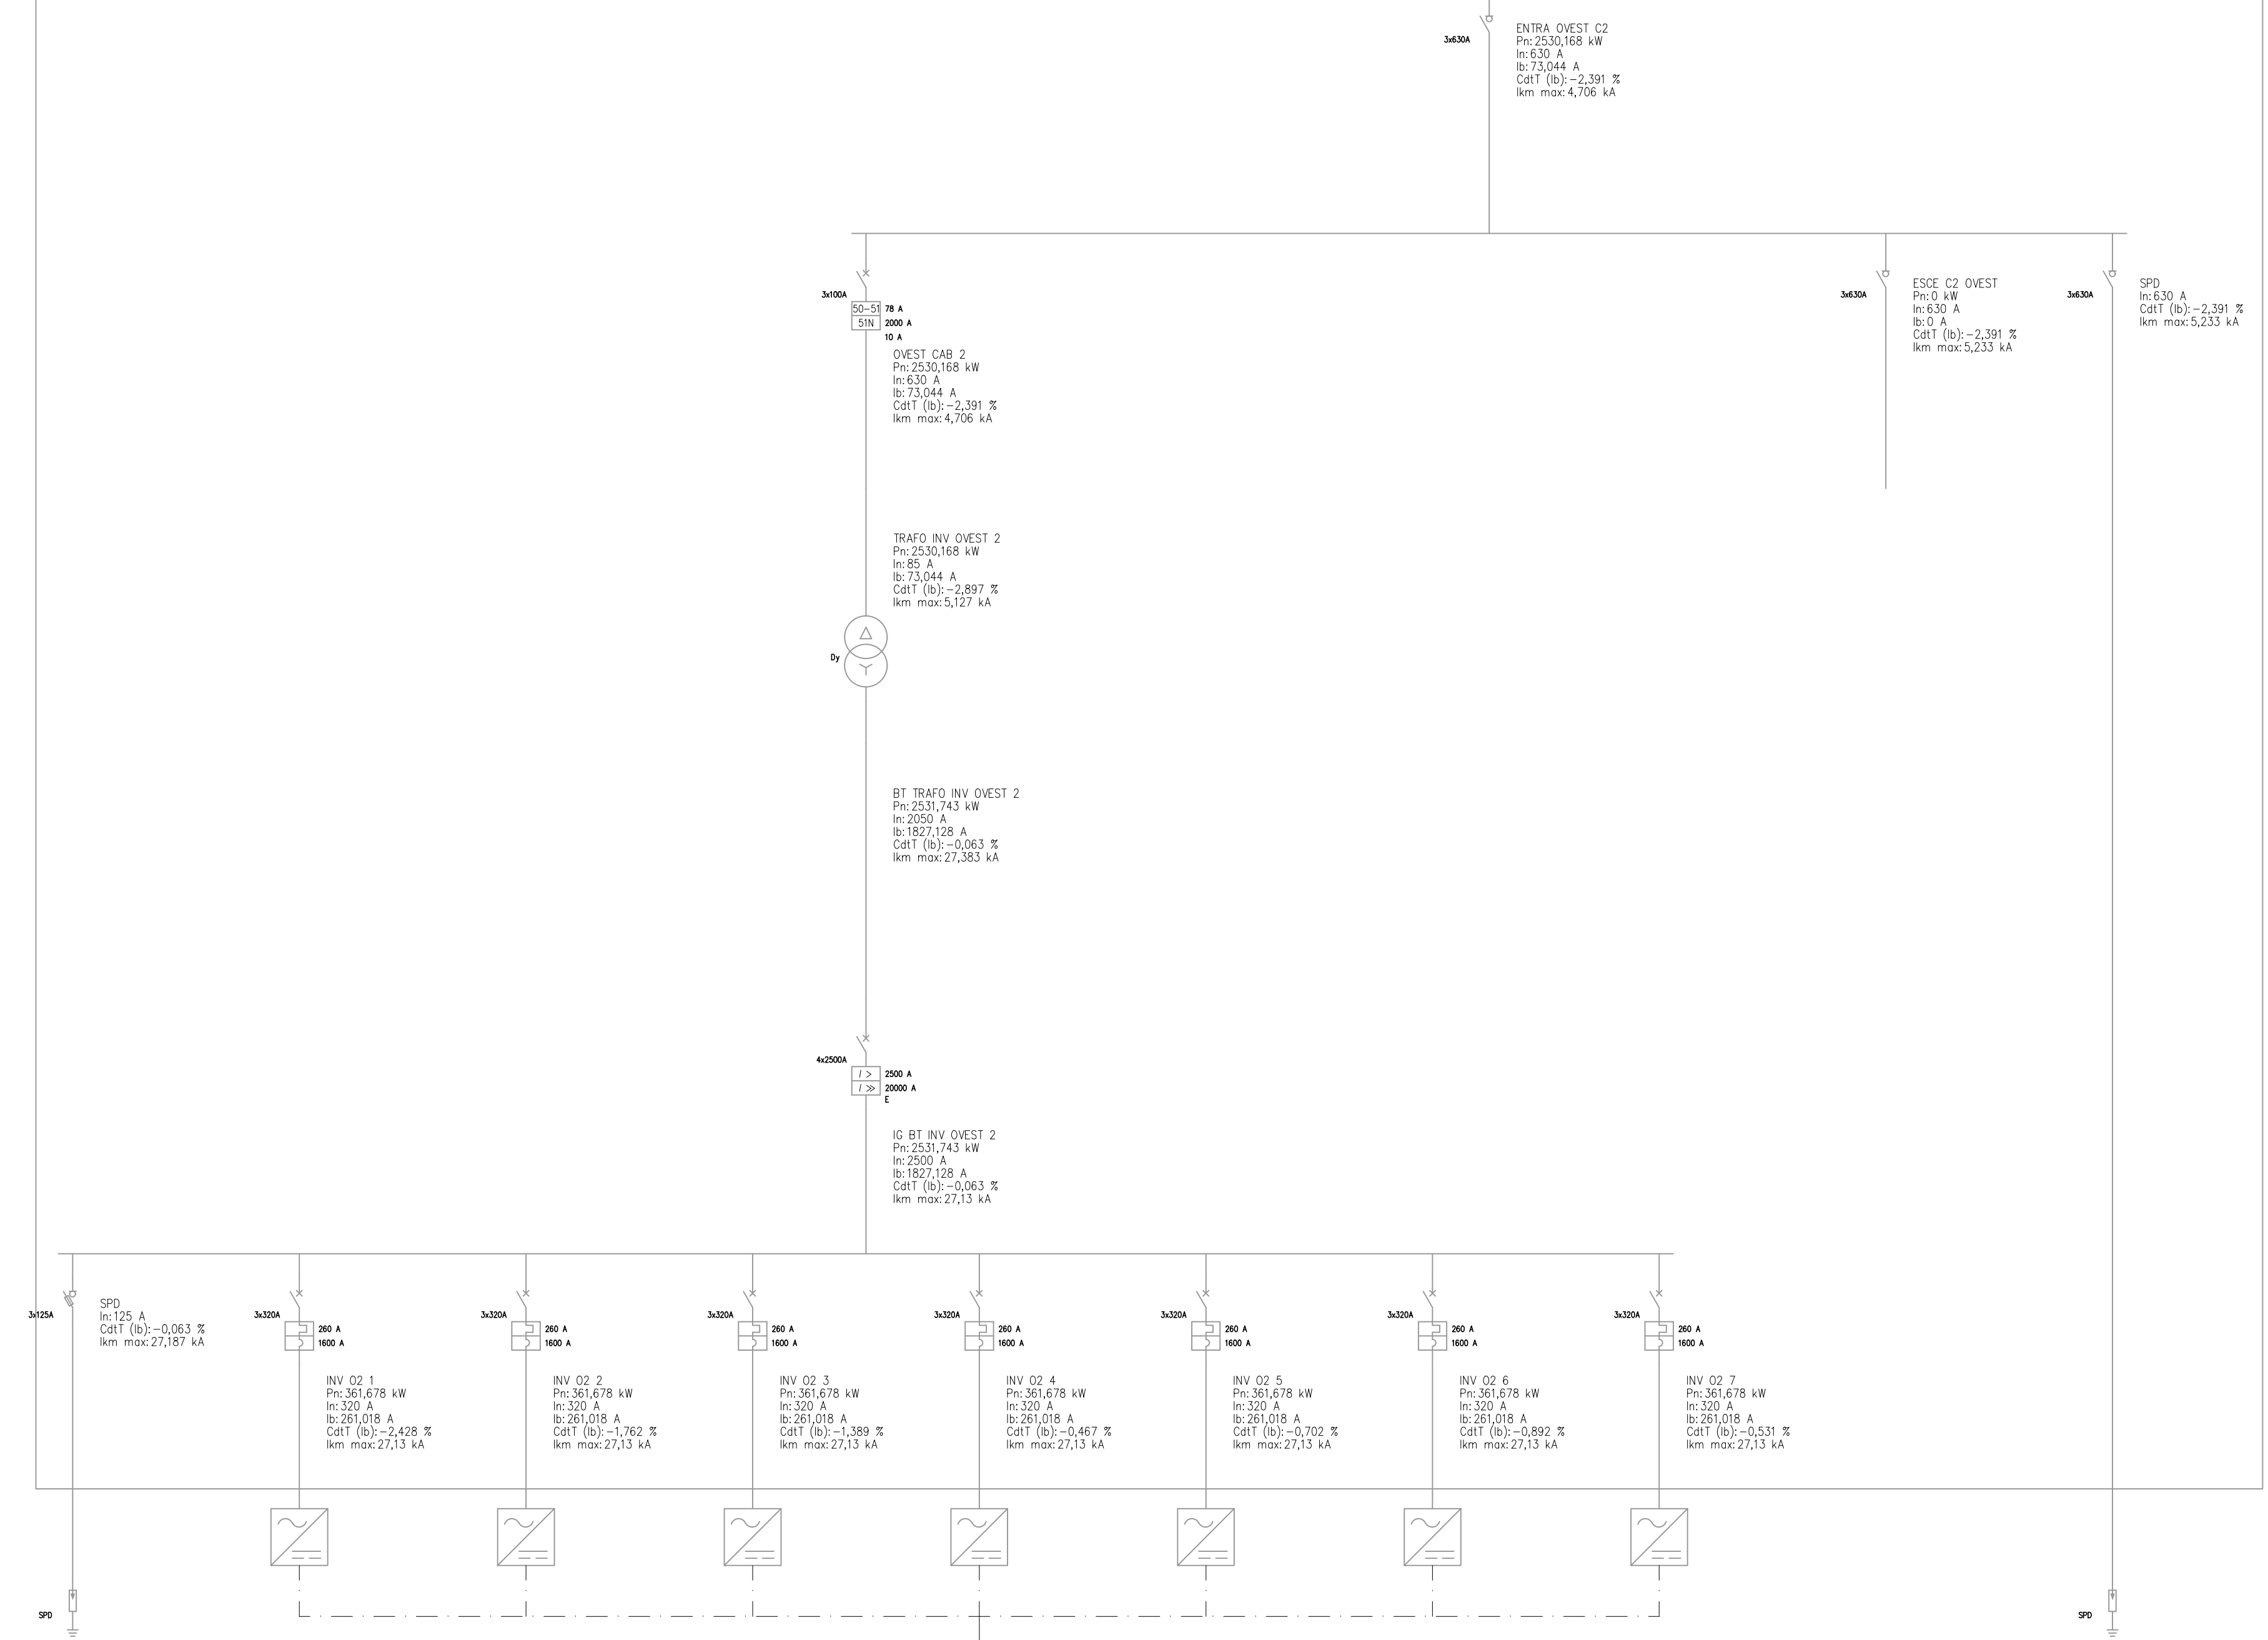 3x630A
ENTRA OVEST C2
Pn: 2530,168 kW
In: 630 A
Ib: 73,044 A
CdtT (Ib): -2,391 %
Ikm max: 4,706 kA
3x100A
50-51
78 A
51N
2000 A
10 A
OVEST CAB 2
Pn: 2530,168 kW
In: 630 A
Ib: 73,044 A
CdtT (Ib): -2,391 %
Ikm max: 4,706 kA
3x630A
ESCE C2 OVEST
Pn: 0 kW
In: 630 A
Ib: 0 A
CdtT (Ib): -2,391 %
Ikm max: 5,233 kA
3x630A
SPD
In: 630 A
CdtT (Ib): -2,391 %
Ikm max: 5,233 kA
TRAFO INV OVEST 2
Pn: 2530,168 kW
In: 85 A
Ib: 73,044 A
CdtT (Ib): -2,897 %
Ikm max: 5,127 kA
Dy
BT TRAFO INV OVEST 2
Pn: 2531,743 kW
In: 2050 A
Ib: 1827,128 A
CdtT (Ib): -0,063 %
Ikm max: 27,383 kA
4x2500A
I >
2500 A
I >>
20000 A
E
IG BT INV OVEST 2
Pn: 2531,743 kW
In: 2500 A
Ib: 1827,128 A
CdtT (Ib): -0,063 %
Ikm max: 27,13 kA
3x125A
SPD
In: 125 A
CdtT (Ib): -0,063 %
Ikm max: 27,187 kA
3x320A
260 A
1600 A
INV O2 1
Pn: 361,678 kW
In: 320 A
Ib: 261,018 A
CdtT (Ib): -2,428 %
Ikm max: 27,13 kA
3x320A
260 A
1600 A
INV O2 2
Pn: 361,678 kW
In: 320 A
Ib: 261,018 A
CdtT (Ib): -1,762 %
Ikm max: 27,13 kA
3x320A
260 A
1600 A
INV O2 3
Pn: 361,678 kW
In: 320 A
Ib: 261,018 A
CdtT (Ib): -1,389 %
Ikm max: 27,13 kA
3x320A
260 A
1600 A
INV O2 4
Pn: 361,678 kW
In: 320 A
Ib: 261,018 A
CdtT (Ib): -0,467 %
Ikm max: 27,13 kA
3x320A
260 A
1600 A
INV O2 5
Pn: 361,678 kW
In: 320 A
Ib: 261,018 A
CdtT (Ib): -0,702 %
Ikm max: 27,13 kA
3x320A
260 A
1600 A
INV O2 6
Pn: 361,678 kW
In: 320 A
Ib: 261,018 A
CdtT (Ib): -0,892 %
Ikm max: 27,13 kA
3x320A
260 A
1600 A
INV O2 7
Pn: 361,678 kW
In: 320 A
Ib: 261,018 A
CdtT (Ib): -0,531 %
Ikm max: 27,13 kA
SPD
SPD